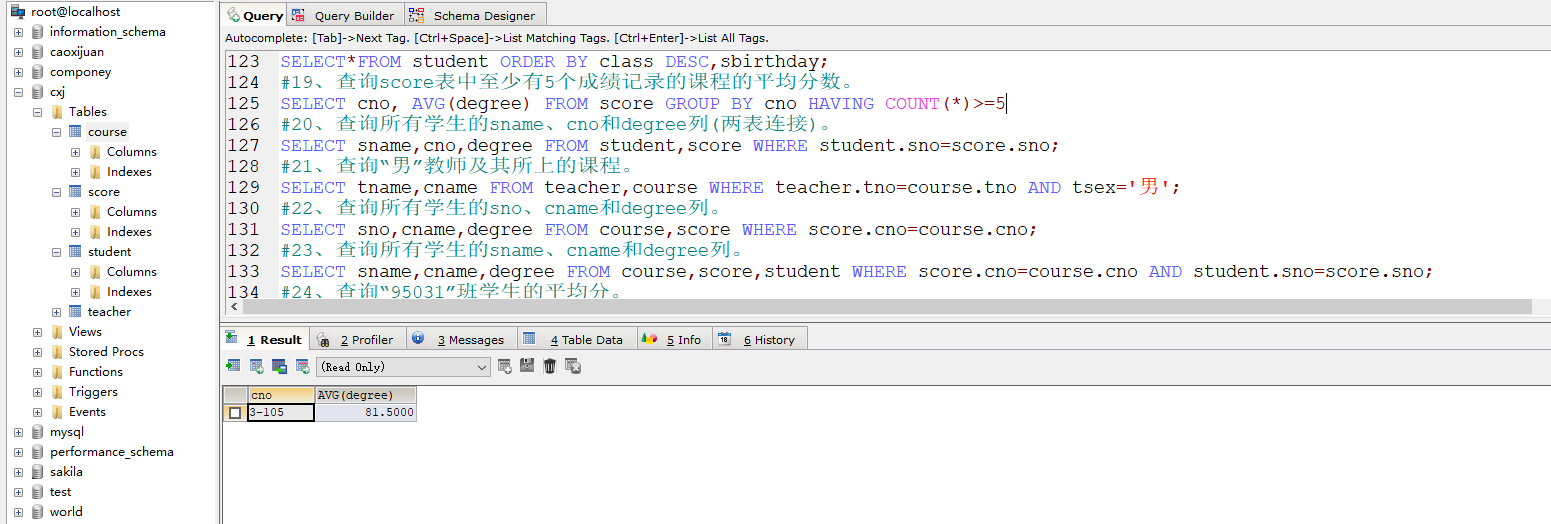 root@localhost
information_schema
caoxijuan
componey
cxj
Tables
course
Columns
Indexes
score
Columns
Indexes
student
Columns
Indexes
teacher
Views
Stored Procs
Functions
Triggers
Events
mysql
performance_schema
sakila
test
world
Query Query Builder Schema Designer
Autocomplete: [Tab]->Next Tag. [Ctrl+Space]->List Matching Tags. [Ctrl+Enter]->List All Tags.
123 SELECT*FROM student ORDER BY class DESC,sbirthday;
124 #19、查询score表中至少有5个成绩记录的课程的平均分数。
125 SELECT cno, AVG(degree) FROM score GROUP BY cno HAVING COUNT(*)>=5
126 #20、查询所有学生的sname、cno和degree列(两表连接)。
127 SELECT sname,cno,degree FROM student,score WHERE student.sno=score.sno;
128 #21、查询“男”教师及其所上的课程。
129 SELECT tname,cname FROM teacher,course WHERE teacher.tno=course.tno AND tsex='男';
130 #22、查询所有学生的sno、cname和degree列。
131 SELECT sno,cname,degree FROM course,score WHERE score.cno=course.cno;
132 #23、查询所有学生的sname、cname和degree列。
133 SELECT sname,cname,degree FROM course,score,student WHERE score.cno=course.cno AND student.sno=score.sno;
134 #24、查询“95031”班学生的平均分。
1 Result 2 Profiler 3 Messages 4 Table Data 5 Info 18 6 History
(Read Only)
cno AVG(degree)
3-105 81.5000